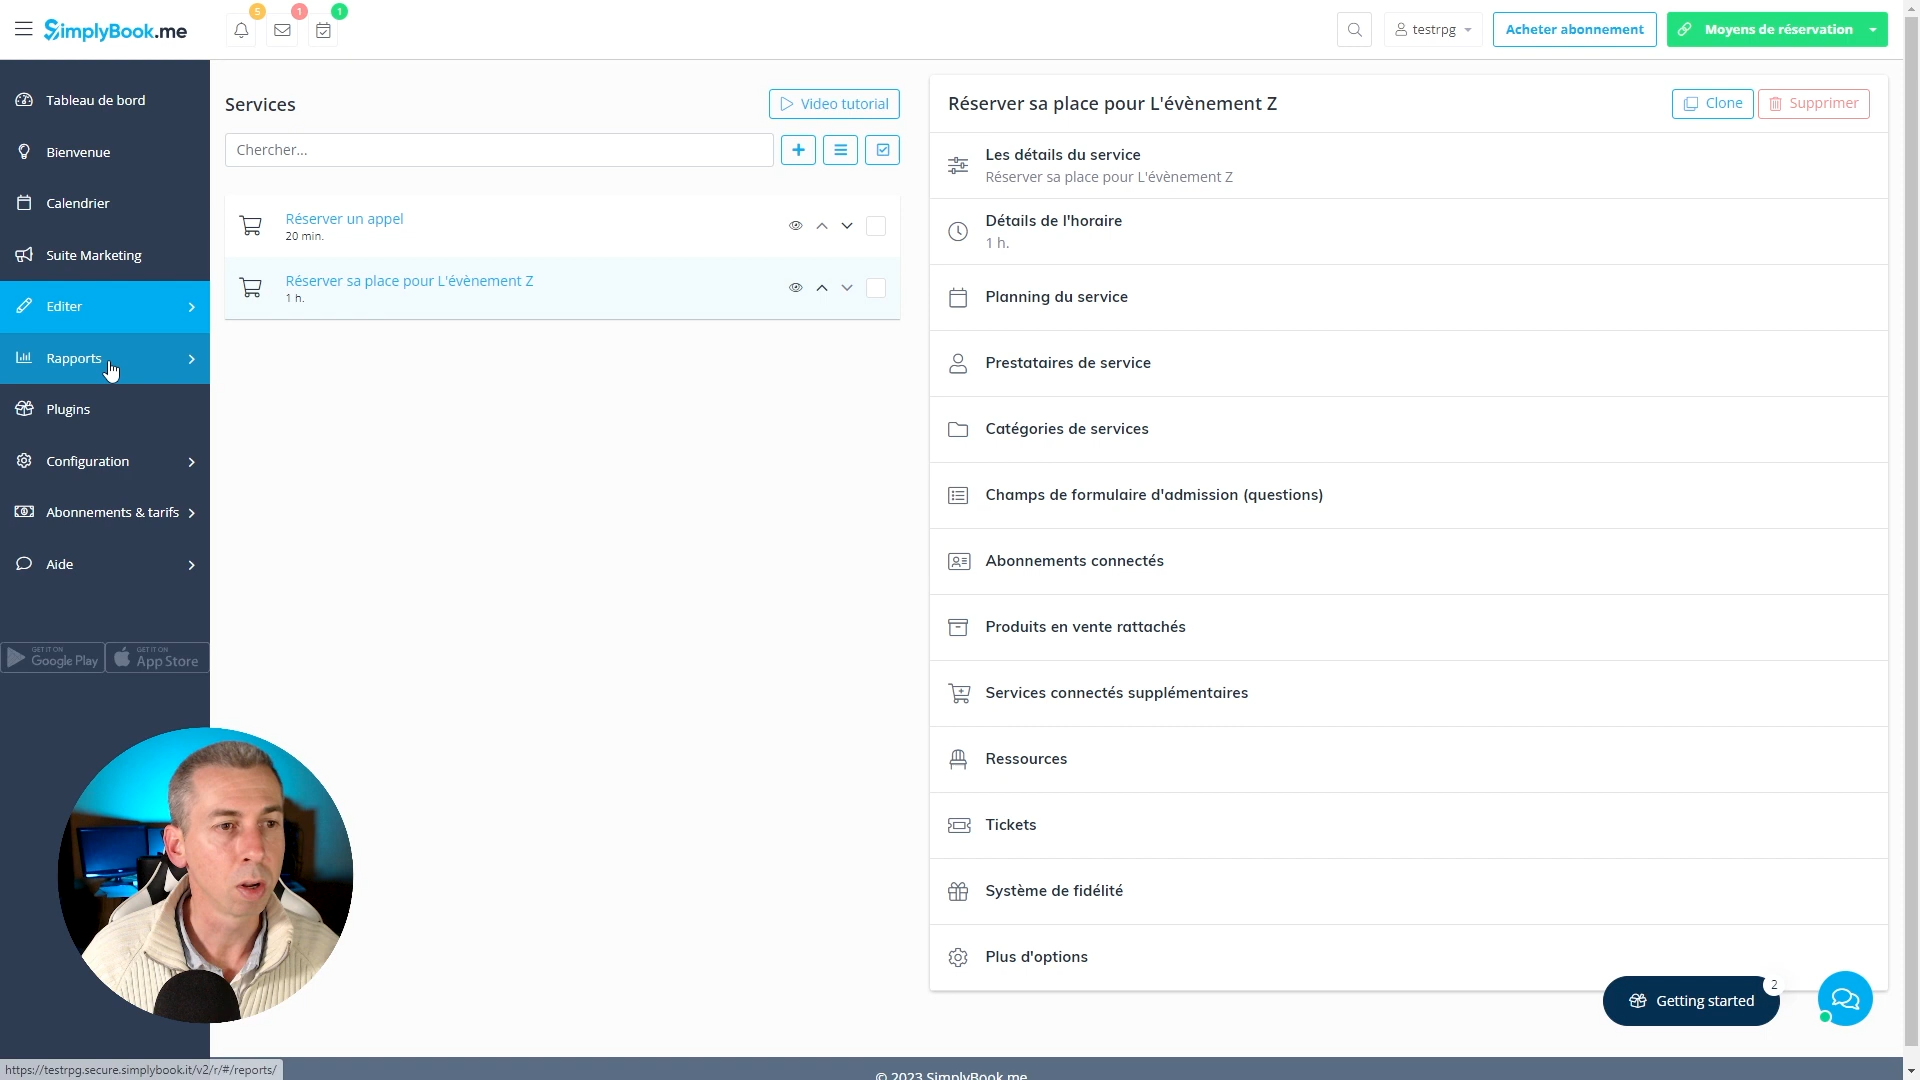 SimplyBook.me
5
1
1
testrpg
Acheter abonnement
Moyens de réservation
Tableau de bord
Bienvenue
Calendrier
Suite Marketing
Editer
Rapports
Plugins
Configuration
Abonnements & tarifs
Aide
GET IT ON
Google Play
GET IT ON
App Store
Services
Video tutorial
Chercher...
Réserver un appel
20 min.
Réserver sa place pour L'évènement Z
1 h.
Réserver sa place pour L'évènement Z
Clone
Supprimer
Les détails du service
Réserver sa place pour L'évènement Z
Détails de l'horaire
1 h.
Planning du service
Prestataires de service
Catégories de services
Champs de formulaire d'admission (questions)
Abonnements connectés
Produits en vente rattachés
Services connectés supplémentaires
Ressources
Tickets
Système de fidélité
Plus d'options
Getting started
2
https://testrpg.secure.simplybook.it/v2/r/#/reports/
© 2023 SimplyBook.me